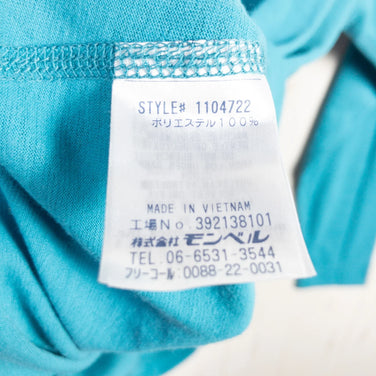 STYLE# 1104722
ポリエステル100%
MADE IN VIETNAM
工場No.392138101
株式会社モンベル
TEL.06-6531-3544
フリーコール:0088-22-0031